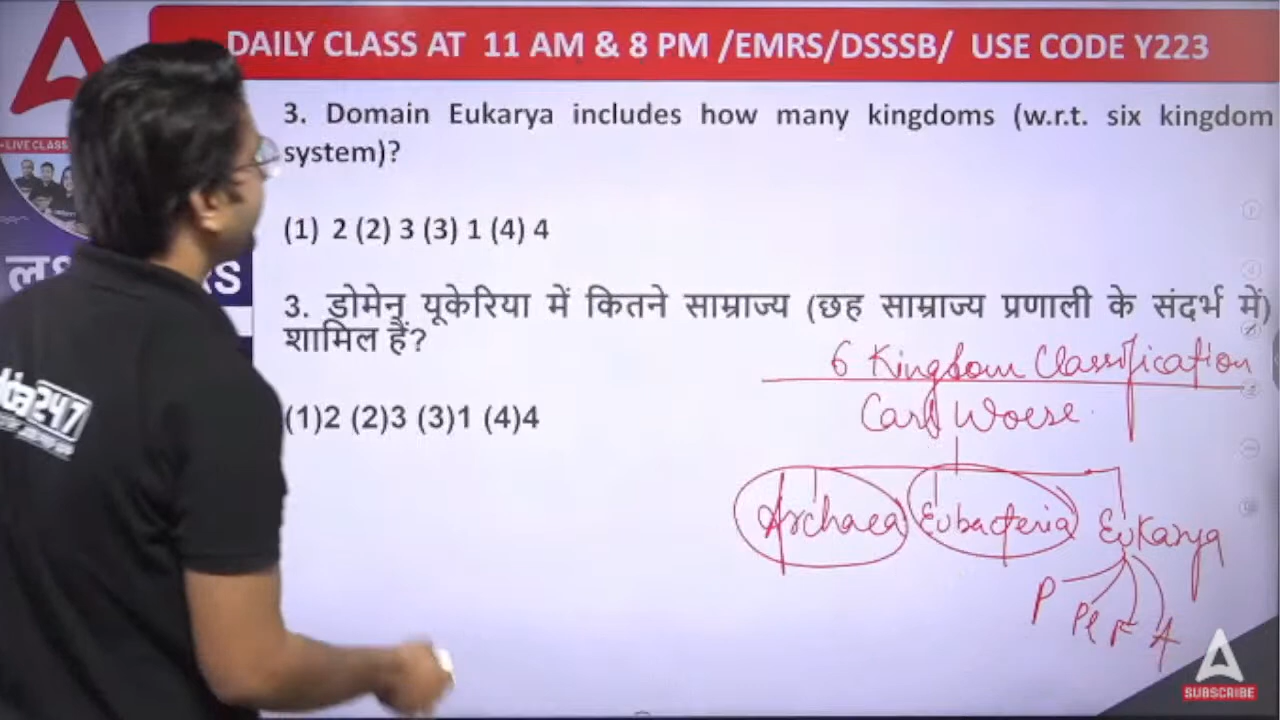 DAILY CLASS AT 11 AM & 8 PM /EMRS/DSSSB/ USE CODE Y223
3. Domain Eukarya includes how many kingdoms (w.r.t. six kingdom
system)?
LIVE CLASS
(1) 2 (2) 3 (3) 1 (4) 4
3. डोमेन यूकेरिया में कितने साम्राज्य (छह साम्राज्य प्रणाली के संदर्भ में)
शामिल हैं?
6 Kingdom Classification
(1)2 (2)3 (3)1 (4)4
Carl Woese
Archaea Eubacteria Eukarya
P Pl F A
SUBSCRIBE